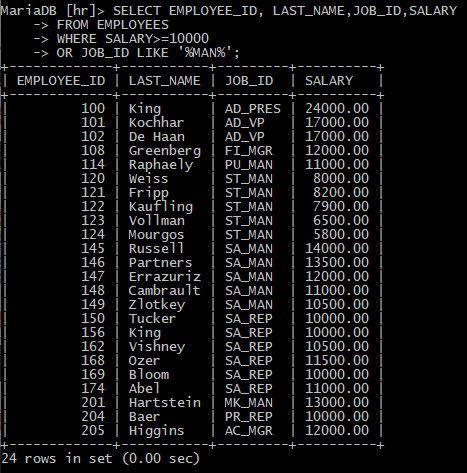 MariaDB [hr]> SELECT EMPLOYEE_ID, LAST_NAME,JOB_ID,SALARY
    -> FROM EMPLOYEES
    -> WHERE SALARY>=10000
    -> OR JOB_ID LIKE '%MAN%';
+-------------+-----------+---------+----------+
| EMPLOYEE_ID | LAST_NAME | JOB_ID  | SALARY   |
+-------------+-----------+---------+----------+
|         100 | King      | AD_PRES | 24000.00 |
|         101 | Kochhar   | AD_VP   | 17000.00 |
|         102 | De Haan   | AD_VP   | 17000.00 |
|         108 | Greenberg | FI_MGR  | 12000.00 |
|         114 | Raphaely  | PU_MAN  | 11000.00 |
|         120 | Weiss     | ST_MAN  |  8000.00 |
|         121 | Fripp     | ST_MAN  |  8200.00 |
|         122 | Kaufling  | ST_MAN  |  7900.00 |
|         123 | Vollman   | ST_MAN  |  6500.00 |
|         124 | Mourgos   | ST_MAN  |  5800.00 |
|         145 | Russell   | SA_MAN  | 14000.00 |
|         146 | Partners  | SA_MAN  | 13500.00 |
|         147 | Errazuriz | SA_MAN  | 12000.00 |
|         148 | Cambrault | SA_MAN  | 11000.00 |
|         149 | Zlotkey   | SA_MAN  | 10500.00 |
|         150 | Tucker    | SA_REP  | 10000.00 |
|         156 | King      | SA_REP  | 10000.00 |
|         162 | Vishney   | SA_REP  | 10500.00 |
|         168 | Ozer      | SA_REP  | 11500.00 |
|         169 | Bloom     | SA_REP  | 10000.00 |
|         174 | Abel      | SA_REP  | 11000.00 |
|         201 | Hartstein | MK_MAN  | 13000.00 |
|         204 | Baer      | PR_REP  | 10000.00 |
|         205 | Higgins   | AC_MGR  | 12000.00 |
+-------------+-----------+---------+----------+
24 rows in set (0.00 sec)